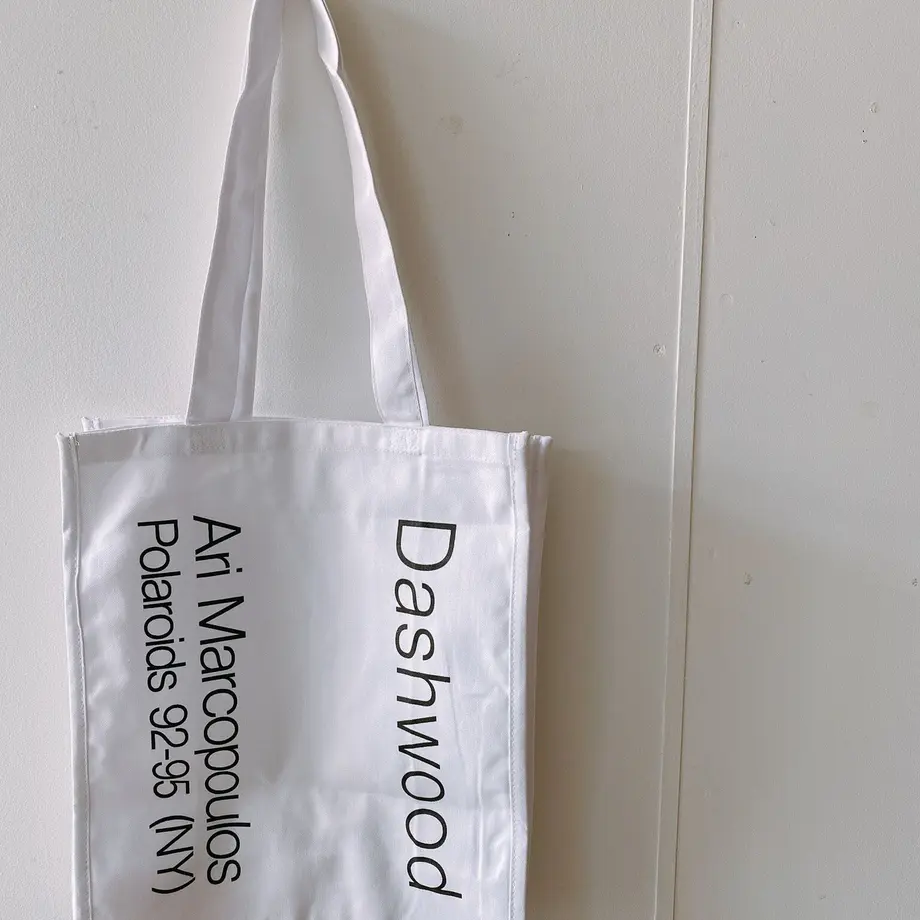 Dashwood
Ari Marcopoulos
Polaroids 92-95 (NY)